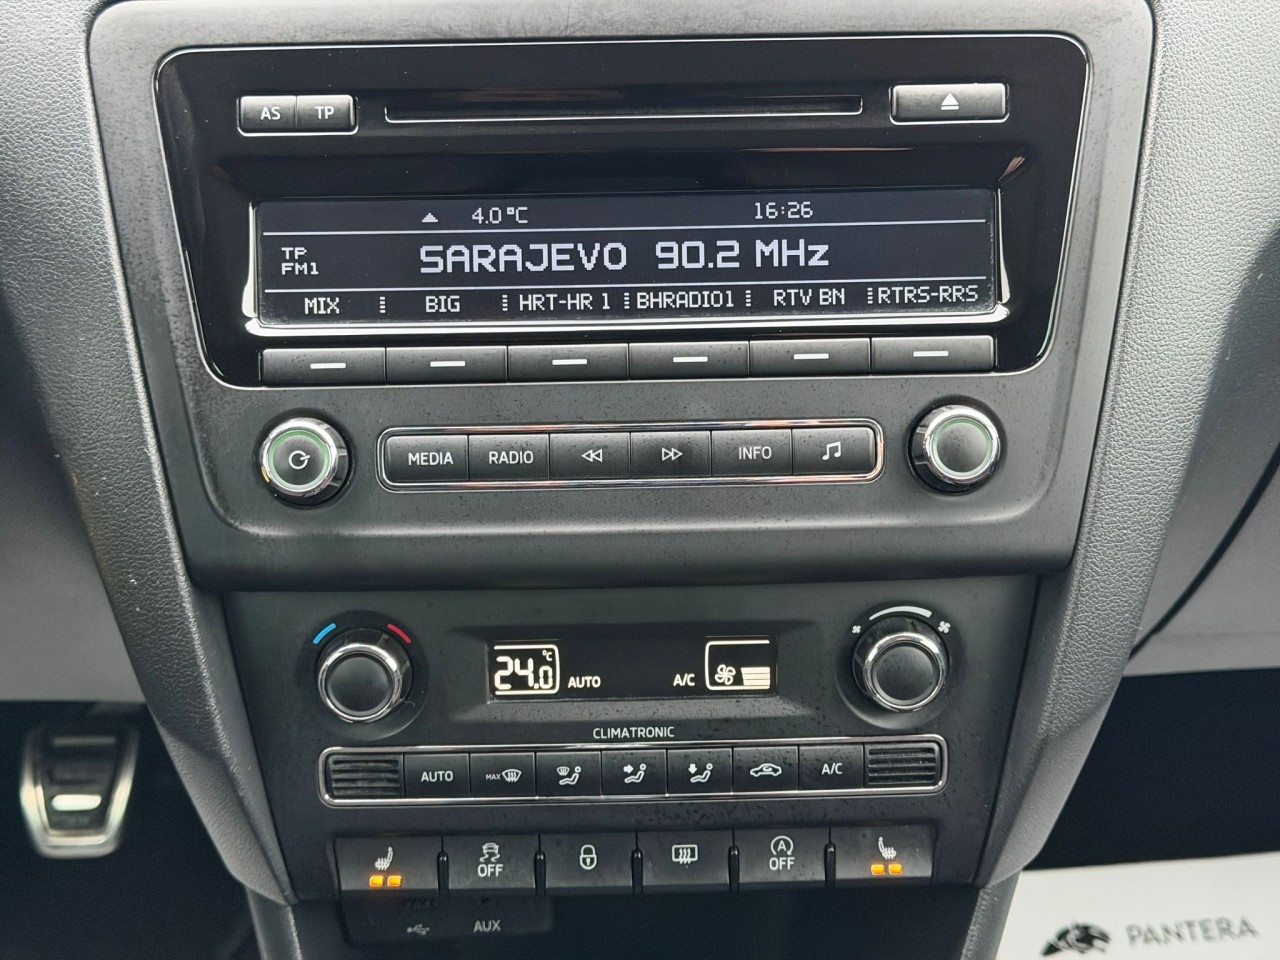 AS TP
4.0°C 16:26
TP
FM1
SARAJEVO 90.2 MHz
MIX BIG HRT-HR 1 BHRADIO1 RTV BN RTRS-RRS
MEDIA RADIO INFO
24.0 °C AUTO A/C
CLIMATRONIC
AUTO MAX A/C
OFF A OFF
AUX
PANTERA